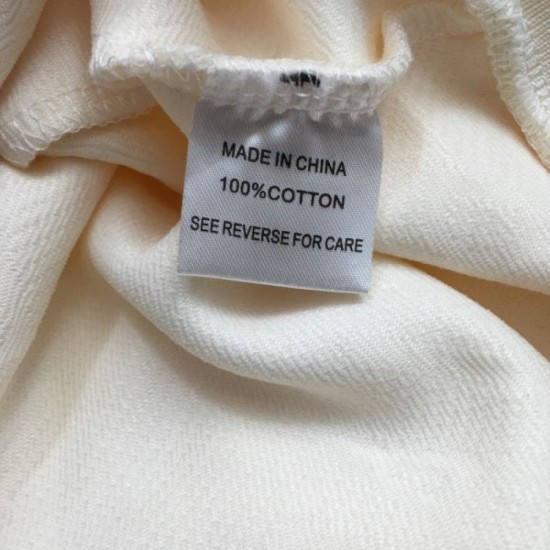 MADE IN CHINA
100%COTTON
SEE REVERSE FOR CARE